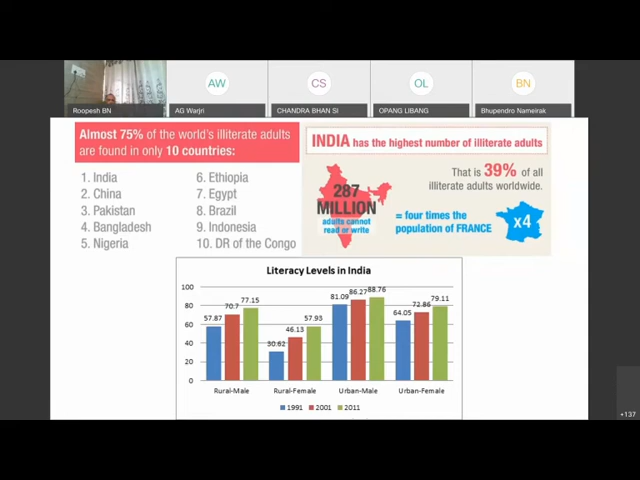 AW
CS
OL
BN
Roopesh BN
AG Warjri
CHANDRA BHAN SI
OPANG LIBANG
Bhupendro Nameirak
Almost 75% of the world's illiterate adults
are found in only 10 countries:
1. India
2. China
3. Pakistan
4. Bangladesh
5. Nigeria
6. Ethiopia
7. Egypt
8. Brazil
9. Indonesia
10. DR of the Congo
INDIA has the highest number of illiterate adults
287
MILLION
adults cannot
read or write
That is 39% of all
illiterate adults worldwide.
= four times the
population of FRANCE
x4
Literacy Levels in India
100
80
60
40
20
0
57.87
70.7
77.15
30.62
46.13
57.93
81.09
86.27
88.76
64.05
72.86
79.11
Rural-Male
Rural-Female
Urban-Male
Urban-Female
1991
2001
2011
+137